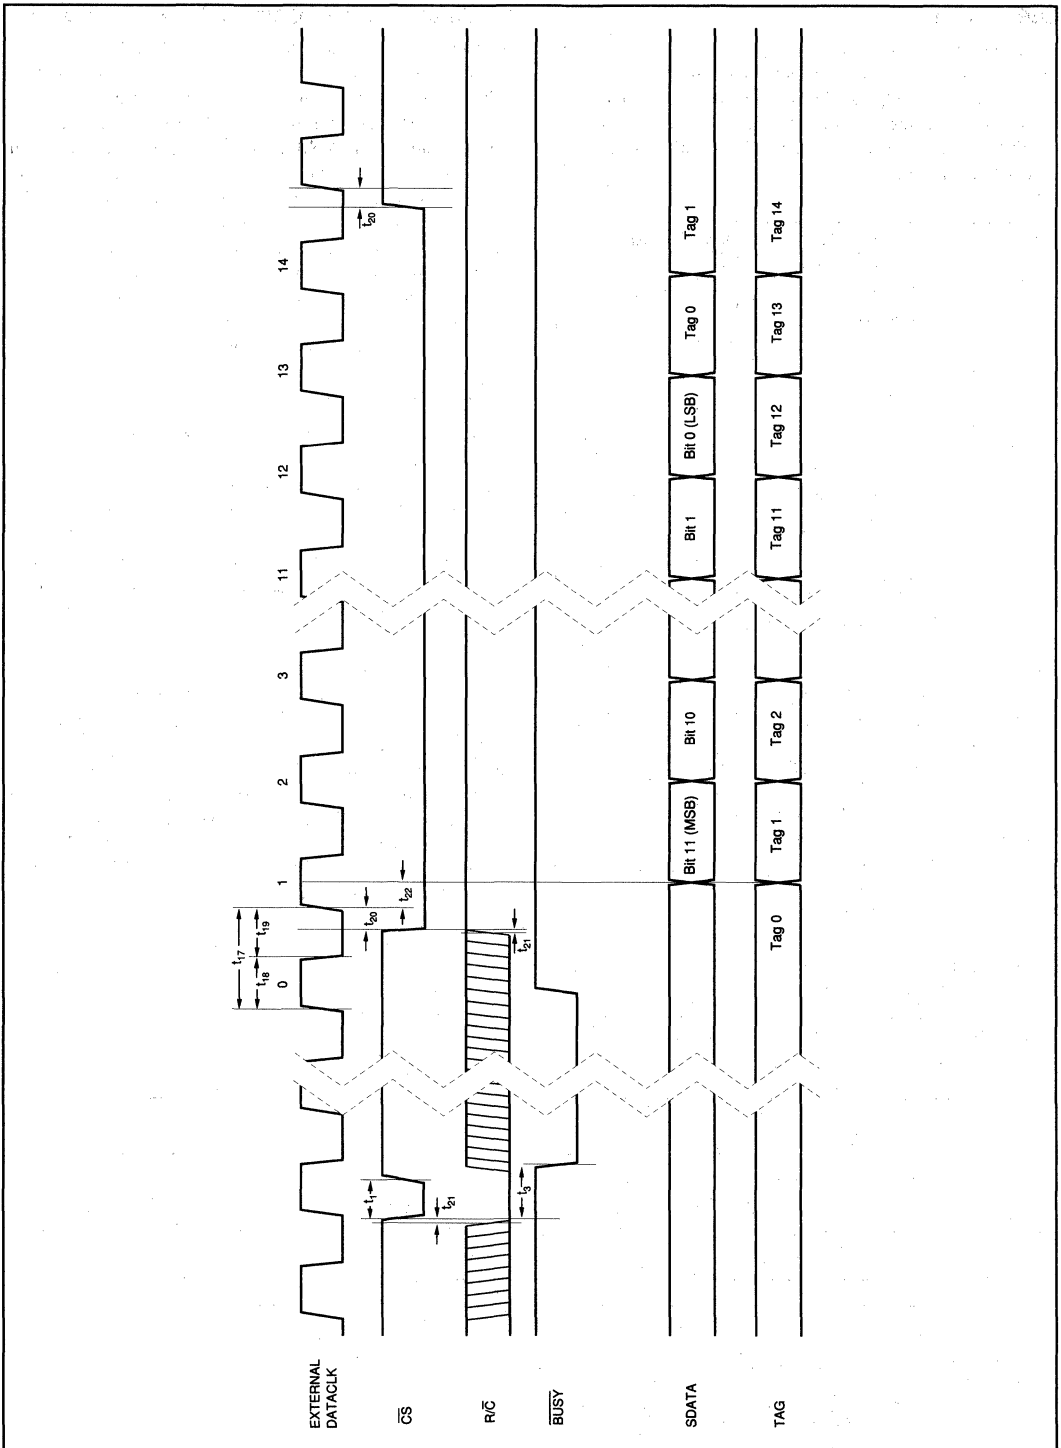 EXTERNAL
DATACLK
0
1
2
3
11
12
13
14
t17
t18
t19
t20
t20
t22
CS
t1
t21
R/C
t21
t3
BUSY
SDATA
Bit 11 (MSB)
Bit 10
Bit 1
Bit 0 (LSB)
Tag 0
Tag 1
TAG
Tag 0
Tag 1
Tag 2
Tag 11
Tag 12
Tag 13
Tag 14